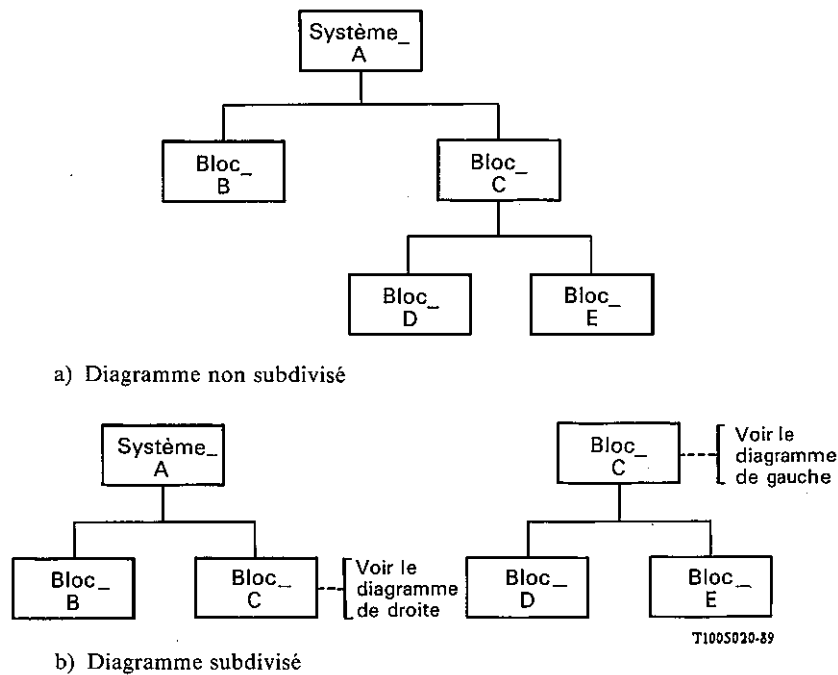 Système_
A
Bloc_
B
Bloc_
C
Bloc_
D
Bloc_
E
a) Diagramme non subdivisé
Système_
A
Bloc_
B
Bloc_
C
Voir le
diagramme
de droite
Bloc_
C
Voir le
diagramme
de gauche
Bloc_
D
Bloc_
E
T1005020-89
b) Diagramme subdivisé